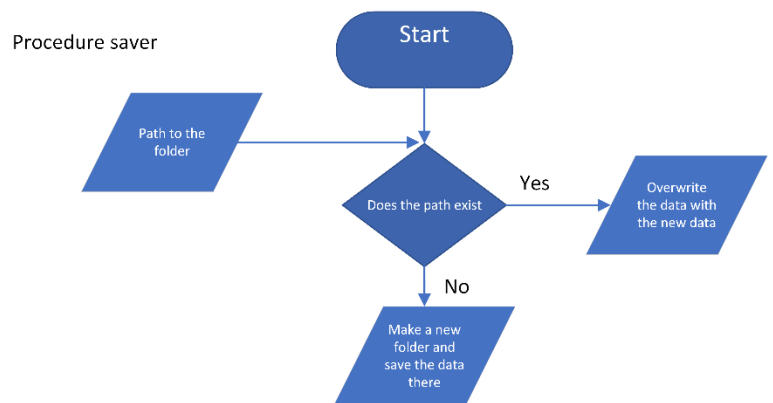 Start
Procedure saver
Path to the
folder
Does the path exist
Yes
Overwrite
the data with
the new data
No
Make a new
folder and
save the data
there